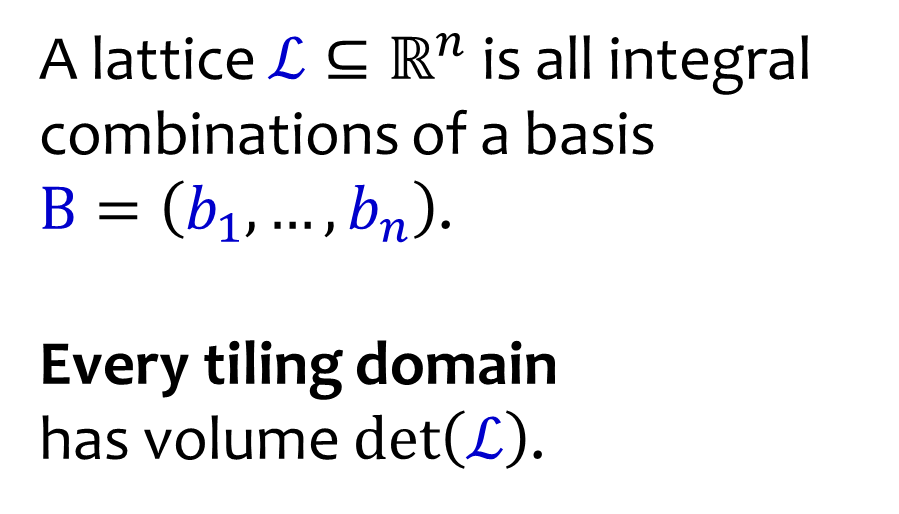 A lattice ℒ ⊆ ℝⁿ is all integral
combinations of a basis
B = (b₁, … , bₙ).
Every tiling domain
has volume det(ℒ).